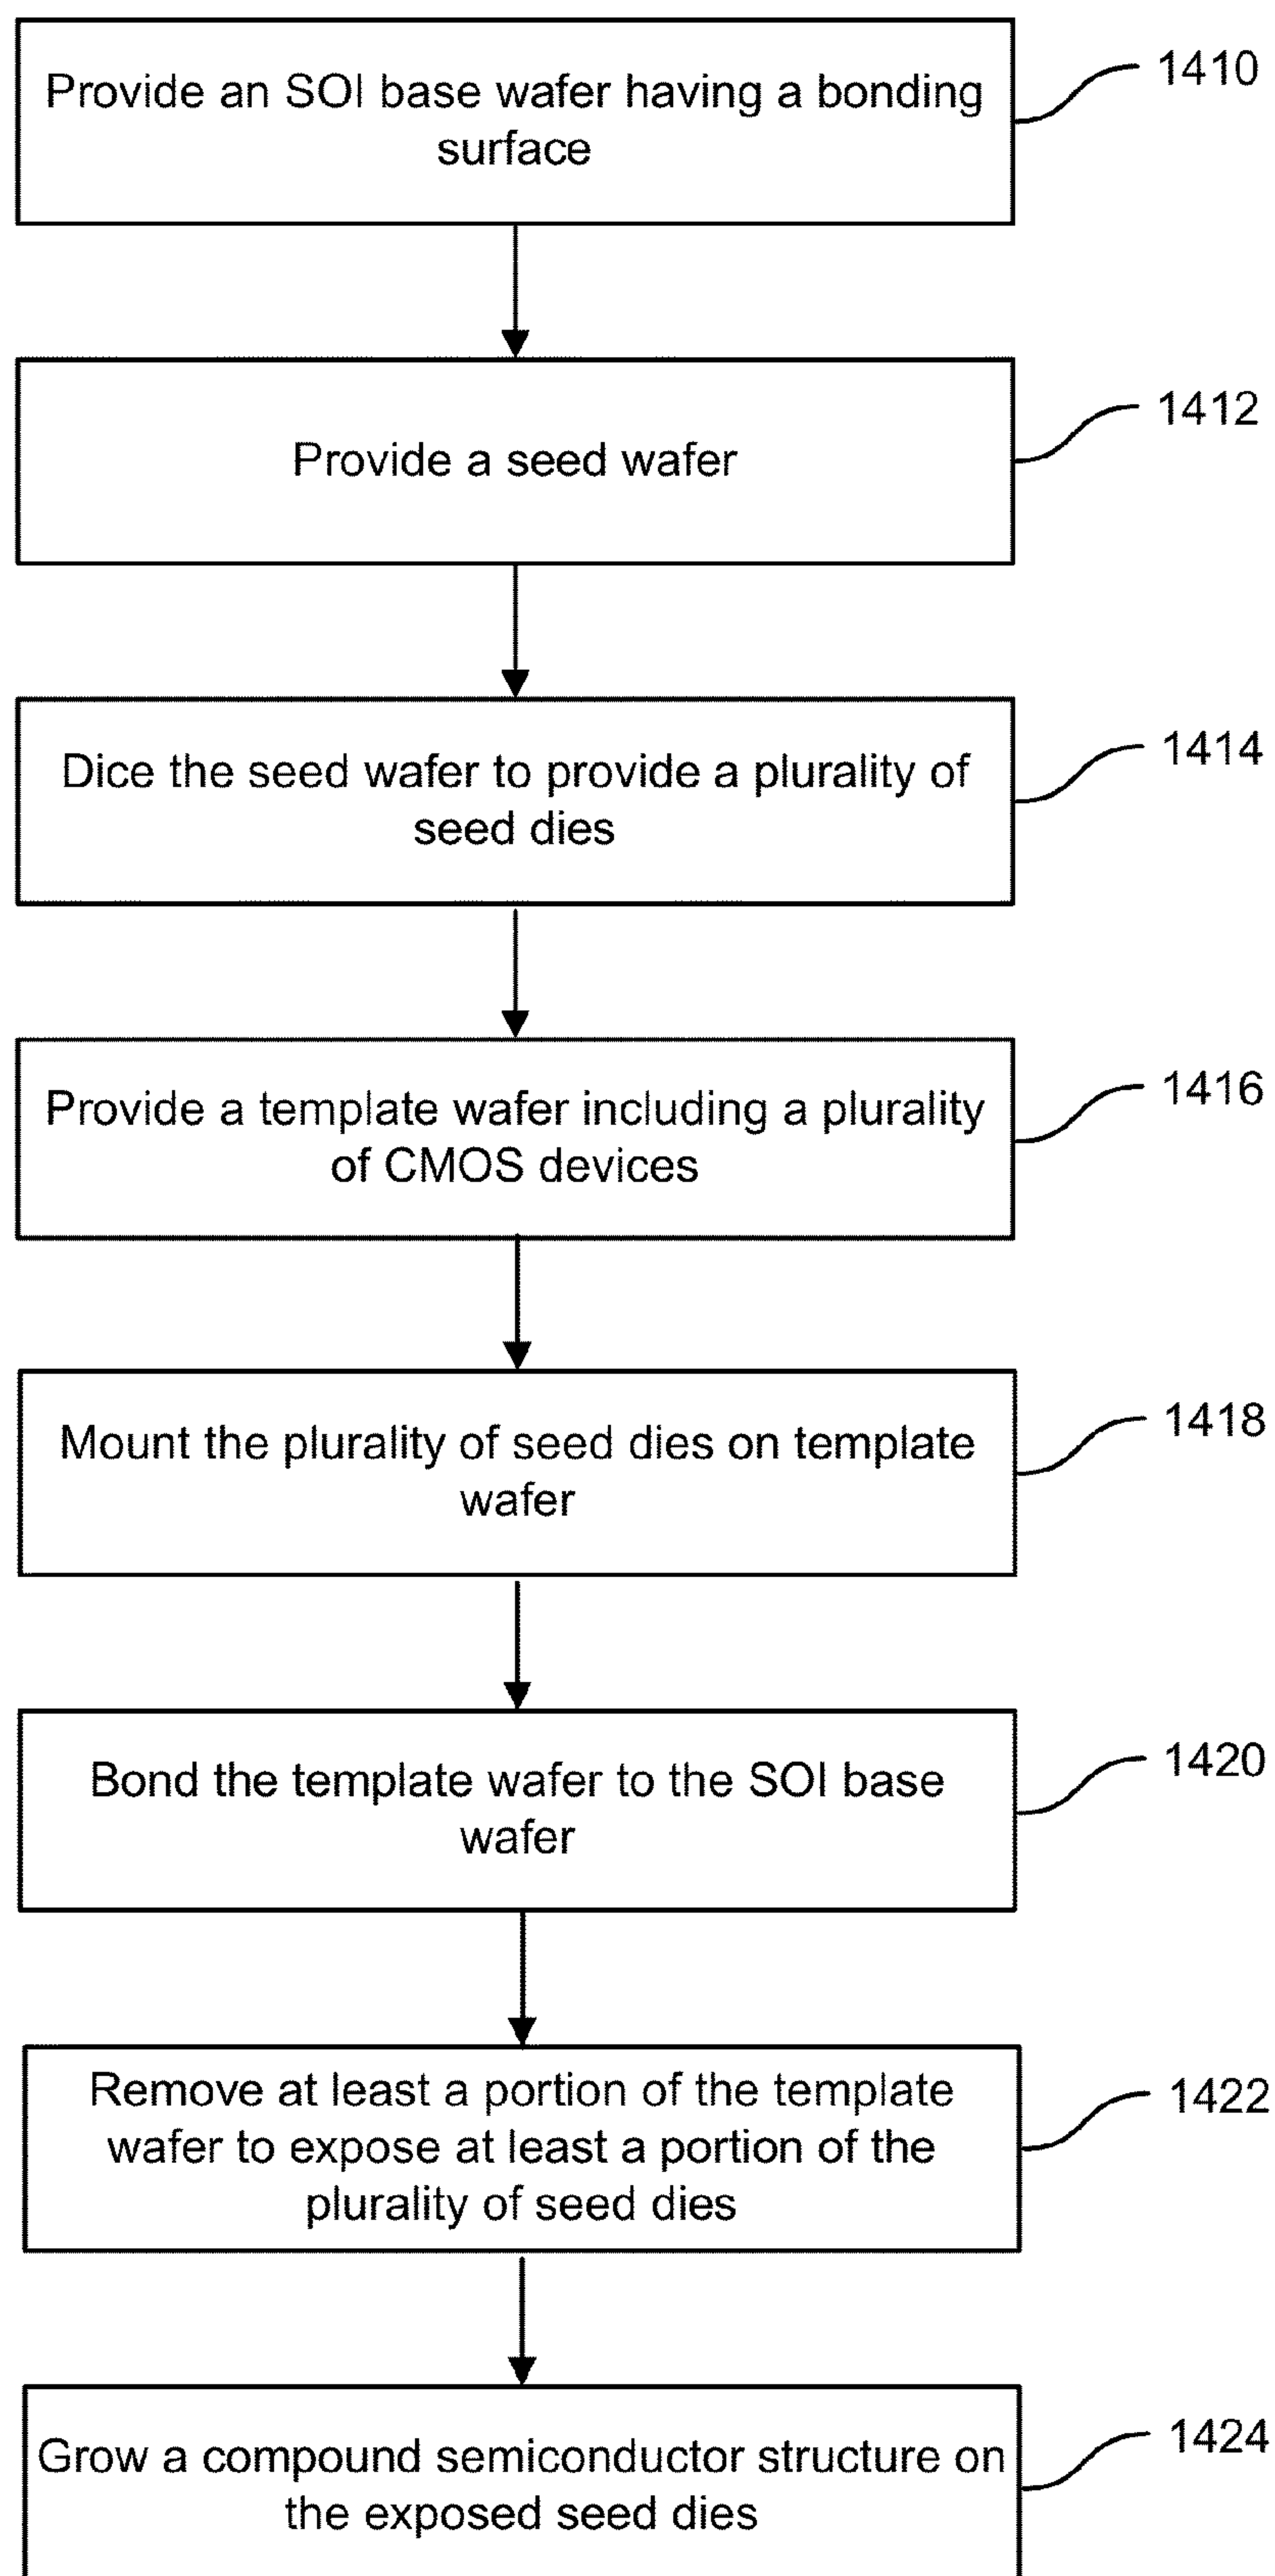 Provide an SOI base wafer having a bonding
surface
1410
Provide a seed wafer
1412
Dice the seed wafer to provide a plurality of
seed dies
1414
Provide a template wafer including a plurality
of CMOS devices
1416
Mount the plurality of seed dies on template
wafer
1418
Bond the template wafer to the SOI base
wafer
1420
Remove at least a portion of the template
wafer to expose at least a portion of the
plurality of seed dies
1422
Grow a compound semiconductor structure on
the exposed seed dies
1424